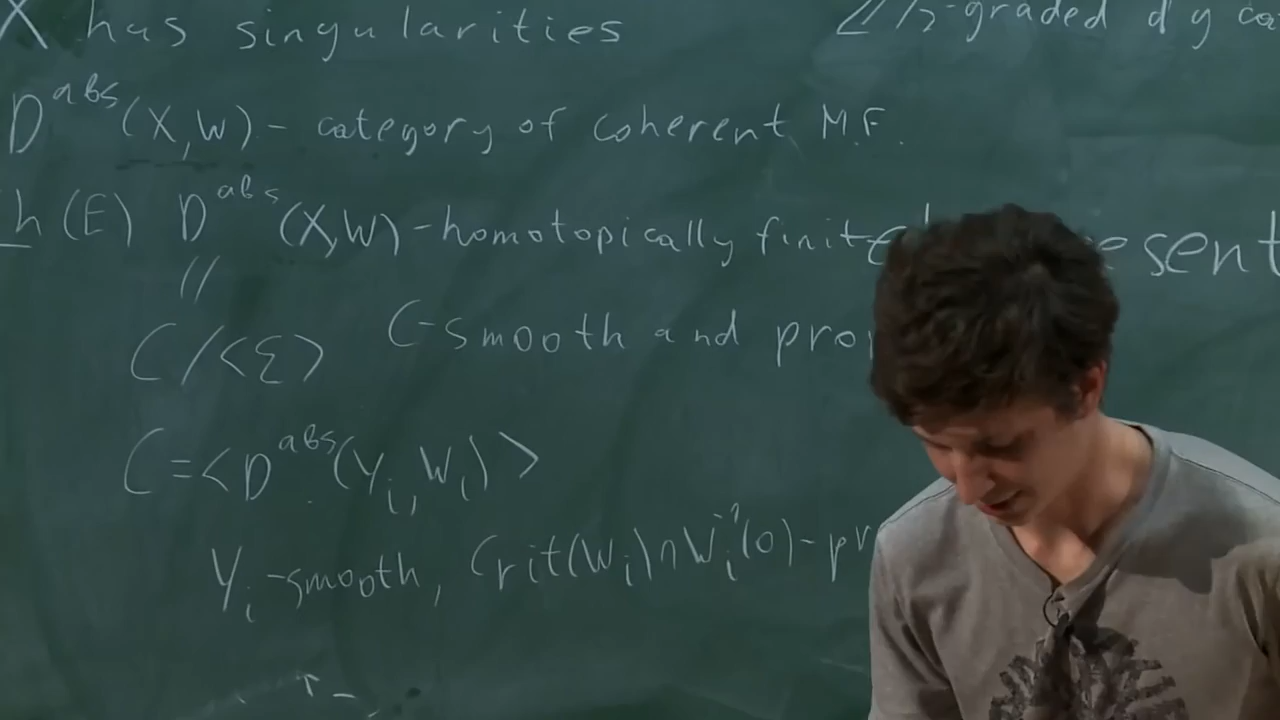 X has singularities
ℤ/2-graded dg ca
D^abs(X,W) - category of coherent M.F.
h (E) D^abs (X,W) - homotopically finite esent
//
C/<ℰ> C-smooth and pro
C=<D^abs(Y_i, W_i)>
Y_i-smooth, Crit(W_i)∩W_i^-1(0)-pr